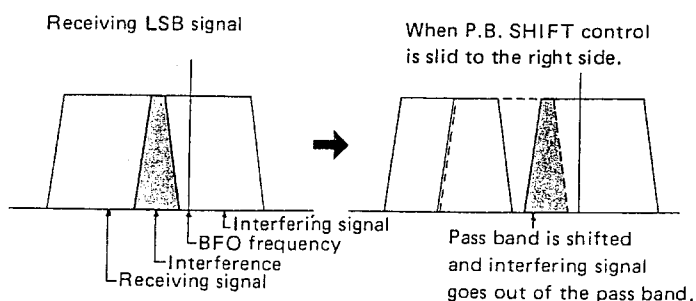 Receiving LSB signal
When P.B. SHIFT control
is slid to the right side.
Interfering signal
BFO frequency
Interference
Receiving signal
Pass band is shifted
and interfering signal
goes out of the pass band.